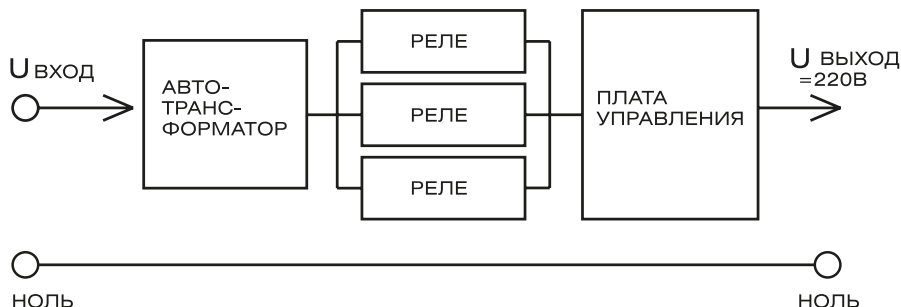 U ВХОД
АВТО-
ТРАНС-
ФОРМАТОР
РЕЛЕ
РЕЛЕ
РЕЛЕ
ПЛАТА
УПРАВЛЕНИЯ
U ВЫХОД
=220В
НОЛЬ
НОЛЬ